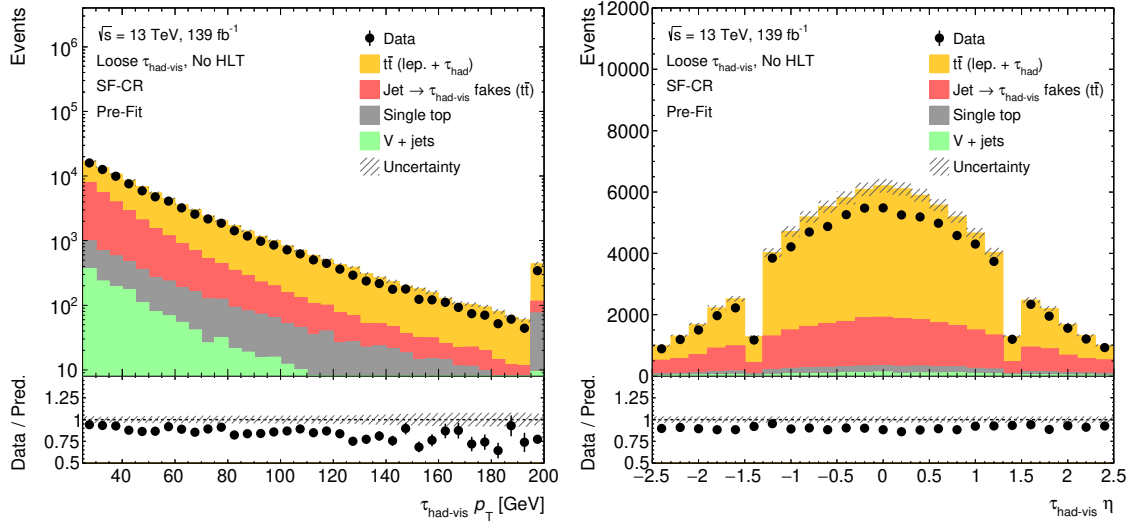 Events
10⁶
10⁵
10⁴
10³
10²
10
√s = 13 TeV, 139 fb⁻¹
Loose τhad-vis, No HLT
SF-CR
Pre-Fit
Data
tt̄ (lep. + τhad)
Jet → τhad-vis fakes (tt̄)
Single top
V + jets
Uncertainty
Data / Pred.
1.25
1
0.75
0.5
40 60 80 100 120 140 160 180 200
τhad-vis pT [GeV]
Events
12000
10000
8000
6000
4000
2000
0
√s = 13 TeV, 139 fb⁻¹
Loose τhad-vis, No HLT
SF-CR
Pre-Fit
Data
tt̄ (lep. + τhad)
Jet → τhad-vis fakes (tt̄)
Single top
V + jets
Uncertainty
Data / Pred.
1.25
1
0.75
0.5
−2.5 −2 −1.5 −1 −0.5 0 0.5 1 1.5 2 2.5
τhad-vis η